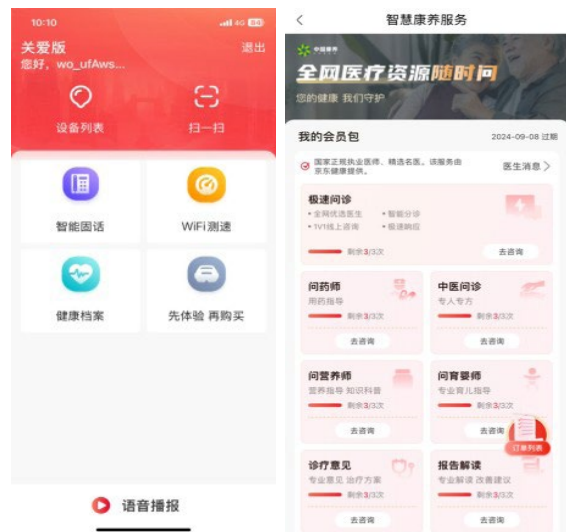 10:10
4G 84
关爱版
退出
您好，wo_ufAws...
设备列表
扫一扫
智能固话
WiFi测速
健康档案
先体验 再购买
语音播报
智慧康养服务
全网医疗资源随时问
您的健康 我们守护
我的会员包
2024-09-08 过期
国家正规执业医师、精选名医。该服务由
京东健康提供。
医生消息
极速问诊
•全网优选医生 •智能分诊
•1V1线上咨询 •极速响应
剩余3/3次
去咨询
问药师
中医问诊
用药指导
专人专方
剩余3/3次
剩余3/3次
去咨询
去咨询
问营养师
问育婴师
营养指导 知识科普
专业育儿指导
剩余3/3次
剩余3/3次
去咨询
去咨询
订单列表
诊疗意见
报告解读
专业意见 治疗方案
专业解读 改善建议
剩余3/3次
剩余3/3次
去咨询
去咨询